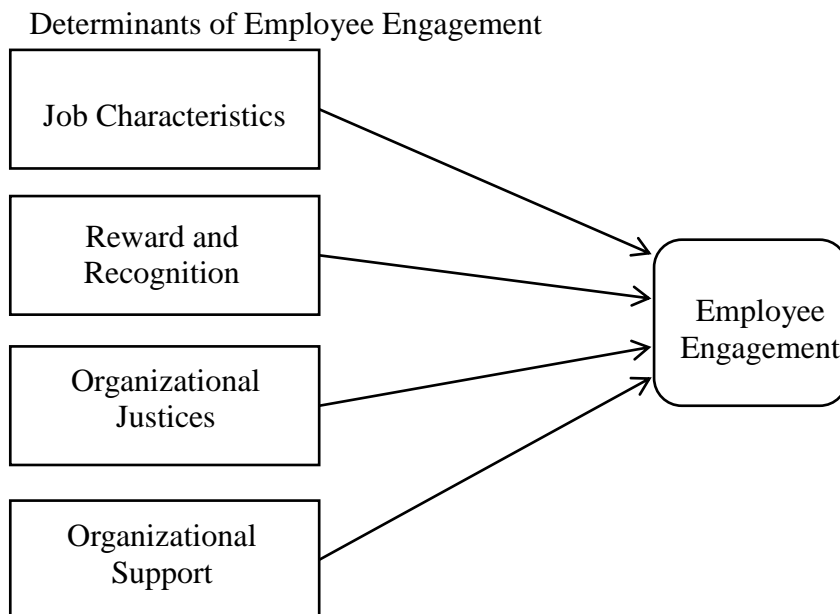 Determinants of Employee Engagement
Job Characteristics
Reward and
Recognition
Organizational
Justices
Organizational
Support
Employee
Engagement